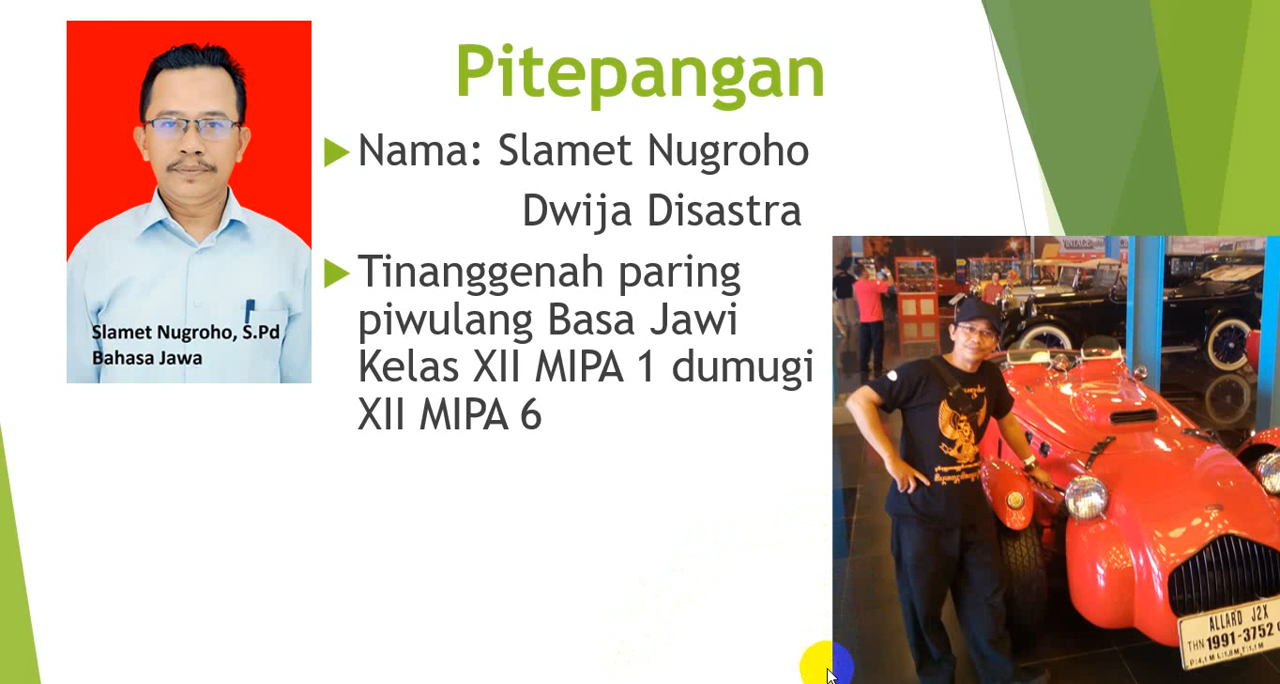 Pitepangan
Nama: Slamet Nugroho
Dwija Disastra
Tinanggenah paring
piwulang Basa Jawi
Kelas XII MIPA 1 dumugi
XII MIPA 6
Slamet Nugroho, S.Pd
Bahasa Jawa
VINTAGE
ALLARD J2X
THN 1991-3752